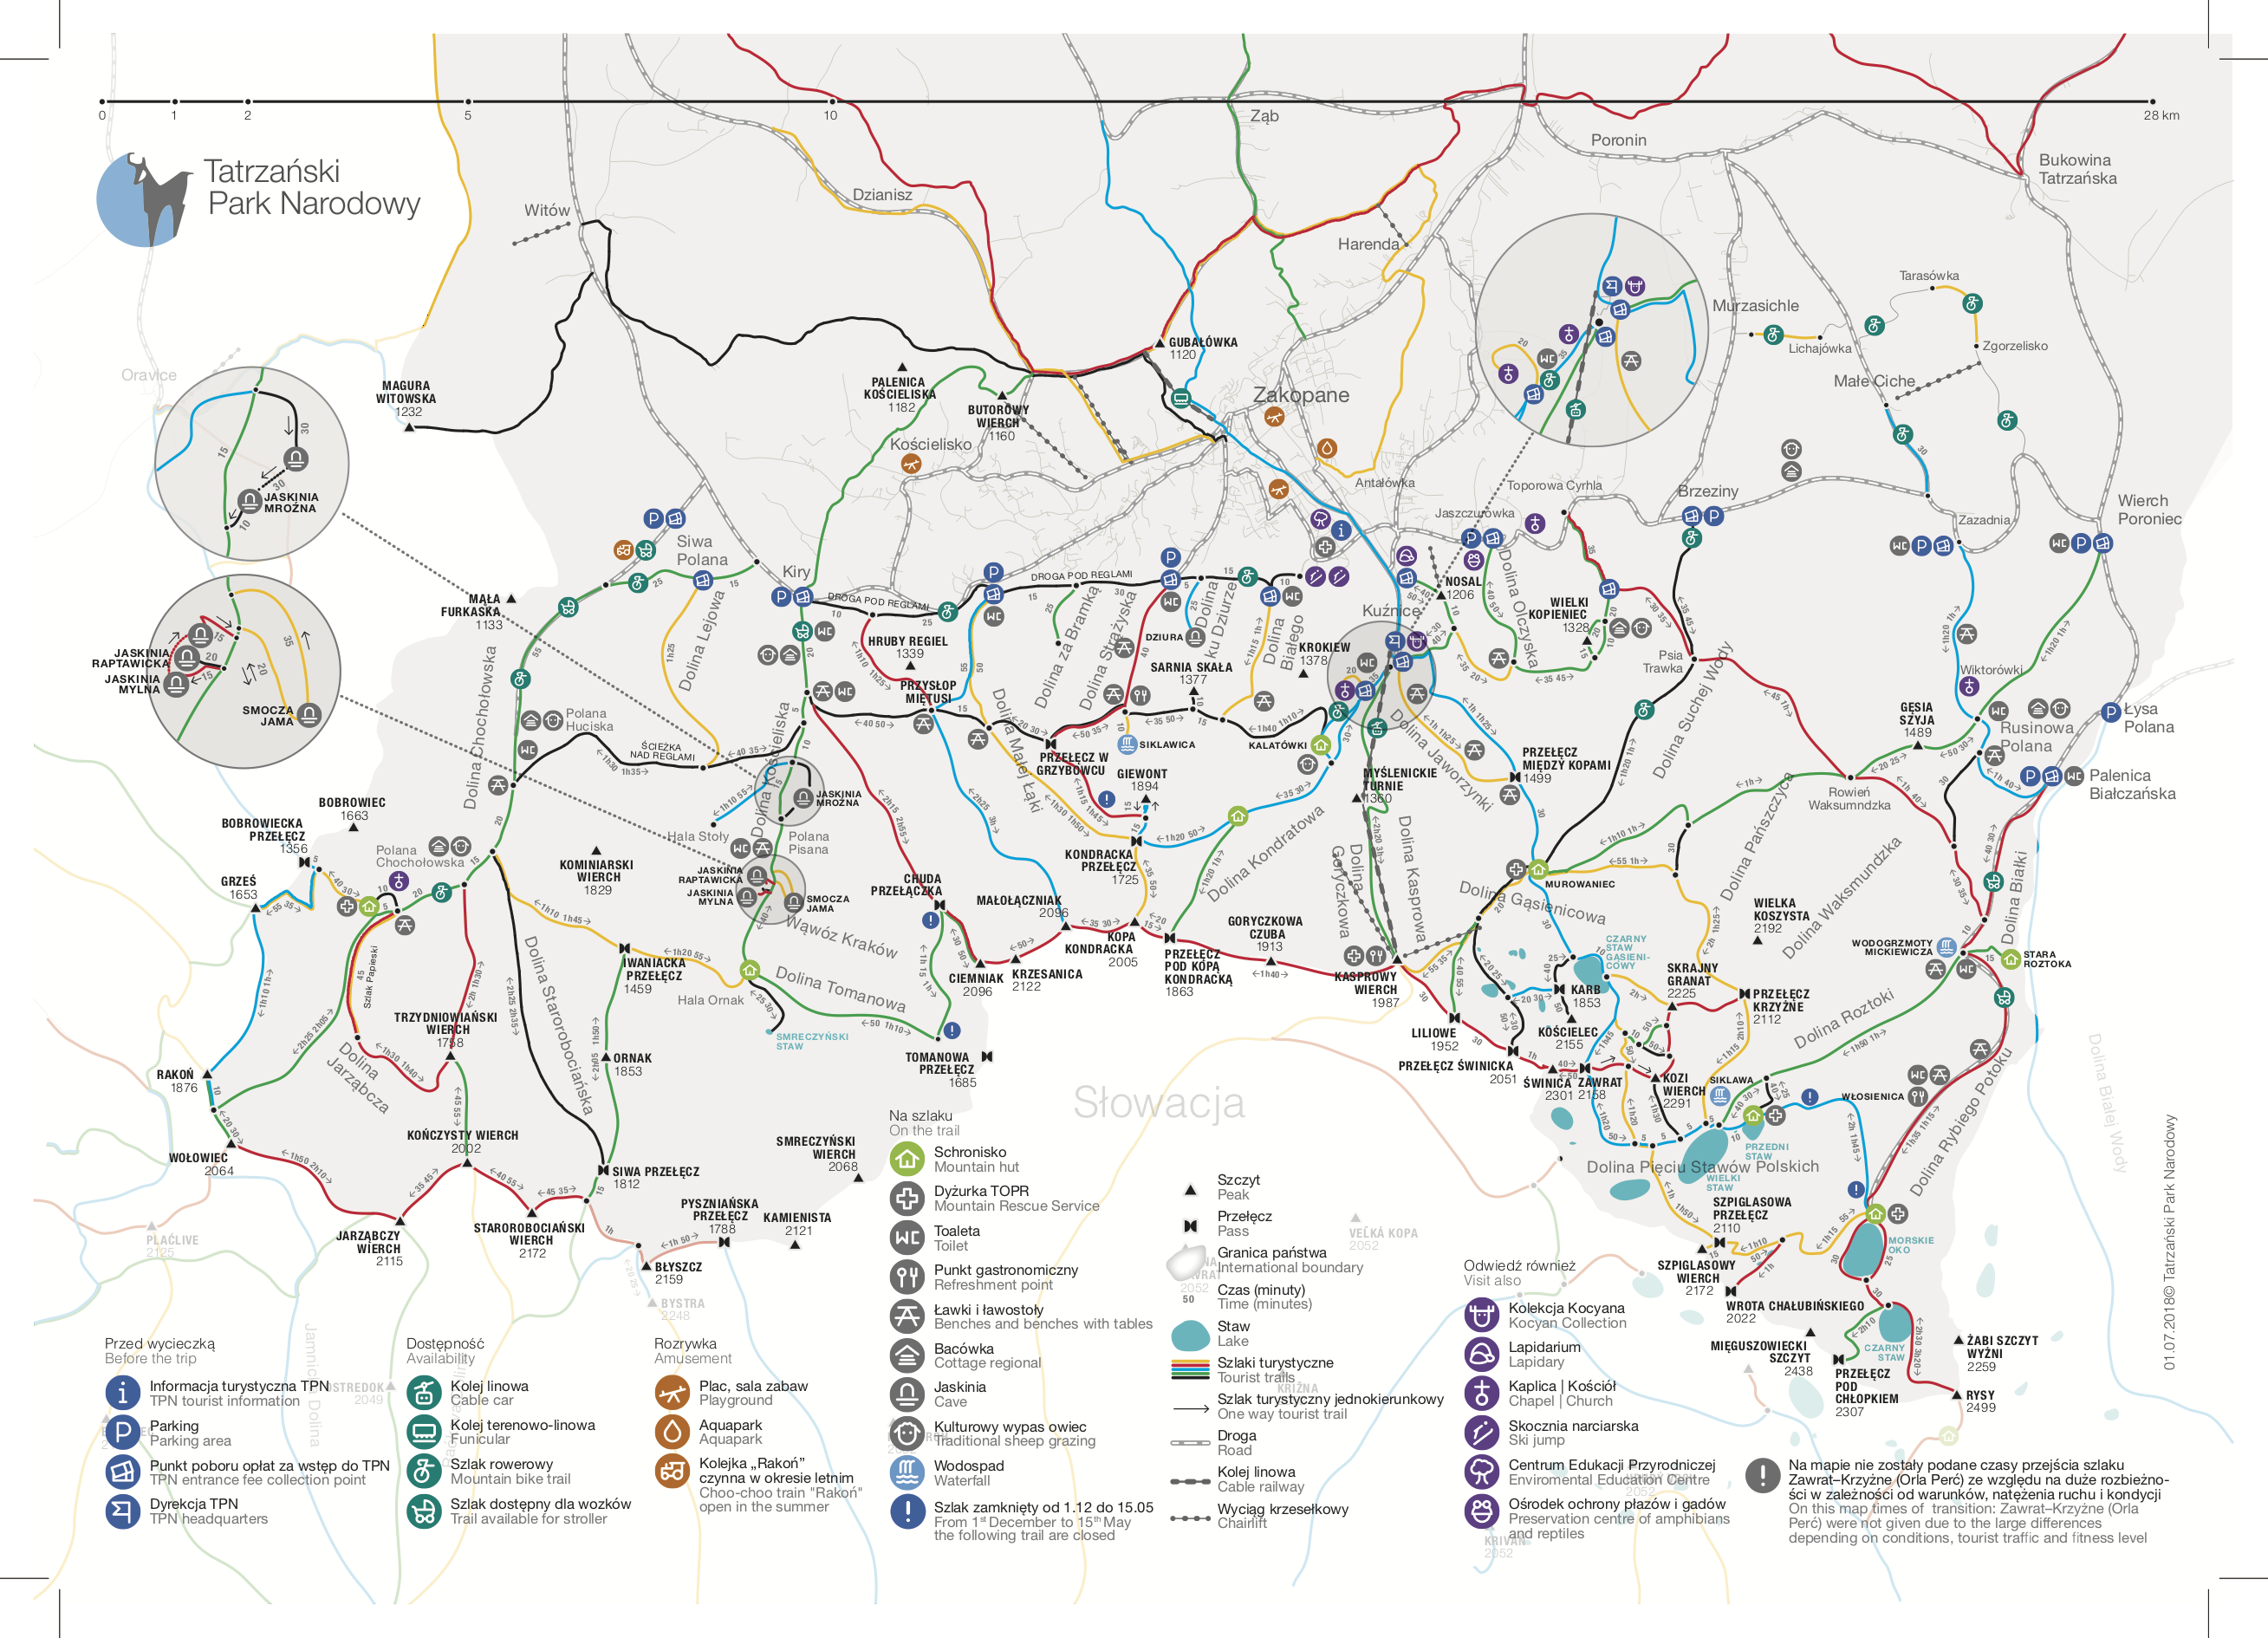 0 1 2 5 10 28 km
Tatrzański
Park Narodowy
Ząb
Poronin
Bukowina
Tatrzańska
Witów
Dzianisz
Harenda
Tarasówka
Murzasichle
Lichajówka
Zgorzelisko
Małe Ciche
Oravice
MAGURA
WITOWSKA
1232
PALENICA
KOŚCIELISKA
1182
BUTOROWY
WIERCH
1160
GUBAŁÓWKA
1120
Zakopane
Kościelisko
Antałówka
Toporowa Cyrhla
Jaszczurówka
Brzeziny
Wierch
Poroniec
Zazadnia
JASKINIA
MROŹNA
JASKINIA
RAPTAWICKA
JASKINIA
MYLNA
SMOCZA
JAMA
Siwa
Polana
Kiry
DROGA POD REGLAMI
DROGA POD REGLAMI
MAŁA
FURKASKA
1133
HRUBY REGIEL
1339
PRZYSŁOP
MIĘTUSI
Dolina Lejowa
Dolina Chochołowska
Dolina Kościeliska
Dolina Małej Łąki
Dolina za Bramką
Dolina Strążyska
Dolina
ku Dziurze
DZIURA
Dolina
Białego
SARNIA SKAŁA
1377
KROKIEW
1378
Kuźnice
NOSAL
1206
Dolina Olczyska
WIELKI
KOPIENIEC
1328
Psia
Trawka
Dolina Suchej Wody
Wiktorówki
GĘSIA
SZYJA
1489
Rusinowa
Polana
Łysa
Polana
Palenica
Białczańska
Rowień
Waksmundzka
Polana
Huciska
ŚCIEŻKA
NAD REGLAMI
SIKLAWICA
PRZEŁĘCZ W
GRZYBOWCU
GIEWONT
1894
KALATÓWKI
MYŚLENICKIE
TURNIE
1360
Dolina Jaworzynki
PRZEŁĘCZ
MIĘDZY KOPAMI
1499
BOBROWIEC
1663
BOBROWIECKA
PRZEŁĘCZ
1356
Polana
Chochołowska
GRZEŚ
1653
KOMINIARSKI
WIERCH
1829
Hala Stoły
JASKINIA
MROŹNA
Polana
Pisana
JASKINIA
RAPTAWICKA
JASKINIA
MYLNA
SMOCZA
JAMA
Wąwóz Kraków
CHUDA
PRZEŁĄCZKA
MAŁOŁĄCZNIAK
2096
KONDRACKA
PRZEŁĘCZ
1725
Dolina Kondratowa
Dolina
Goryczkowa
Dolina Kasprowa
Dolina Gąsienicowa
MUROWANIEC
Dolina Pańszczyca
Dolina Waksmundzka
Dolina Białki
WIELKA
KOSZYSTA
2192
WODOGRZMOTY
MICKIEWICZA
STARA
ROZTOKA
CZARNY
STAW
GĄSIENI-
COWY
IWANIACKA
PRZEŁĘCZ
1459
Hala Ornak
Dolina Tomanowa
SMRECZYŃSKI
STAW
CIEMNIAK
2096
KRZESANICA
2122
KOPA
KONDRACKA
2005
PRZEŁĘCZ
POD KOPĄ
KONDRACKĄ
1863
GORYCZKOWA
CZUBA
1913
KASPROWY
WIERCH
1987
LILIOWE
1952
KARB
1853
KOŚCIELEC
2155
SKRAJNY
GRANAT
2225
PRZEŁĘCZ
KRZYŻNE
2112
Dolina Roztoki
Szlak Papieski
TRZYDNIOWIAŃSKI
WIERCH
1758
Dolina Starorobociańska
Dolina
Jarząbcza
ORNAK
1853
TOMANOWA
PRZEŁĘCZ
1685
RAKOŃ
1876
PRZEŁĘCZ ŚWINICKA
2051
ŚWINICA
2301
ZAWRAT
2158
KOZI
WIERCH
2291
SIKLAWA
WŁOSIENICA
Dolina Rybiego Potoku
Dolina Białej Wody
Słowacja
WOŁOWIEC
2064
KOŃCZYSTY WIERCH
2002
SIWA PRZEŁĘCZ
1812
SMRECZYŃSKI
WIERCH
2068
PRZEDNI
STAW
Dolina Pięciu Stawów Polskich
WIELKI
STAW
SZPIGLASOWA
PRZEŁĘCZ
2110
MORSKIE
OKO
JARZĄBCZY
WIERCH
2115
STAROROBOCIAŃSKI
WIERCH
2172
PYSZNIAŃSKA
PRZEŁĘCZ
1788
KAMIENISTA
2121
BŁYSZCZ
2159
BYSTRA
2248
PLAČLIVE
2125
VEĽKÁ KOPA
2052
SZPIGLASOWY
WIERCH
2172
WROTA CHAŁUBIŃSKIEGO
2022
MIĘGUSZOWIECKI
SZCZYT
2438
CZARNY
STAW
PRZEŁĘCZ
POD
CHŁOPKIEM
2307
ŻABI SZCZYT
WYŻNI
2259
RYSY
2499
OSTREDOK
2049
Jamnicka Dolina
KRIŽNA
KRIVÁŇ
2052
Przed wycieczką
Before the trip
Informacja turystyczna TPN
TPN tourist information
Parking
Parking area
Punkt poboru opłat za wstęp do TPN
TPN entrance fee collection point
Dyrekcja TPN
TPN headquarters
Dostępność
Availability
Kolej linowa
Cable car
Kolej terenowo-linowa
Funicular
Szlak rowerowy
Mountain bike trail
Szlak dostępny dla wozków
Trail available for stroller
Rozrywka
Amusement
Plac, sala zabaw
Playground
Aquapark
Aquapark
Kolejka „Rakoń”
czynna w okresie letnim
Choo-choo train "Rakoń"
open in the summer
Na szlaku
On the trail
Schronisko
Mountain hut
Dyżurka TOPR
Mountain Rescue Service
Toaleta
Toilet
Punkt gastronomiczny
Refreshment point
Ławki i ławostoły
Benches and benches with tables
Bacówka
Cottage regional
Jaskinia
Cave
Kulturowy wypas owiec
Traditional sheep grazing
Wodospad
Waterfall
Szlak zamknięty od 1.12 do 15.05
From 1st December to 15th May
the following trail are closed
Szczyt
Peak
Przełęcz
Pass
Granica państwa
International boundary
50 Czas (minuty)
Time (minutes)
Staw
Lake
Szlaki turystyczne
Tourist trails
Szlak turystyczny jednokierunkowy
One way tourist trail
Droga
Road
Kolej linowa
Cable railway
Wyciąg krzesełkowy
Chairlift
Odwiedź również
Visit also
Kolekcja Kocyana
Kocyan Collection
Lapidarium
Lapidary
Kaplica | Kościół
Chapel | Church
Skocznia narciarska
Ski jump
Centrum Edukacji Przyrodniczej
Enviromental Education Centre
Ośrodek ochrony płazów i gadów
Preservation centre of amphibians
and reptiles
Na mapie nie zostały podane czasy przejścia szlaku
Zawrat–Krzyżne (Orla Perć) ze względu na duże rozbieżno-
ści w zależności od warunków, natężenia ruchu i kondycji
On this map times of transition: Zawrat–Krzyżne (Orla
Perć) were not given due to the large differences
depending on conditions, tourist traffic and fitness level
01.07.2018© Tatrzański Park Narodowy